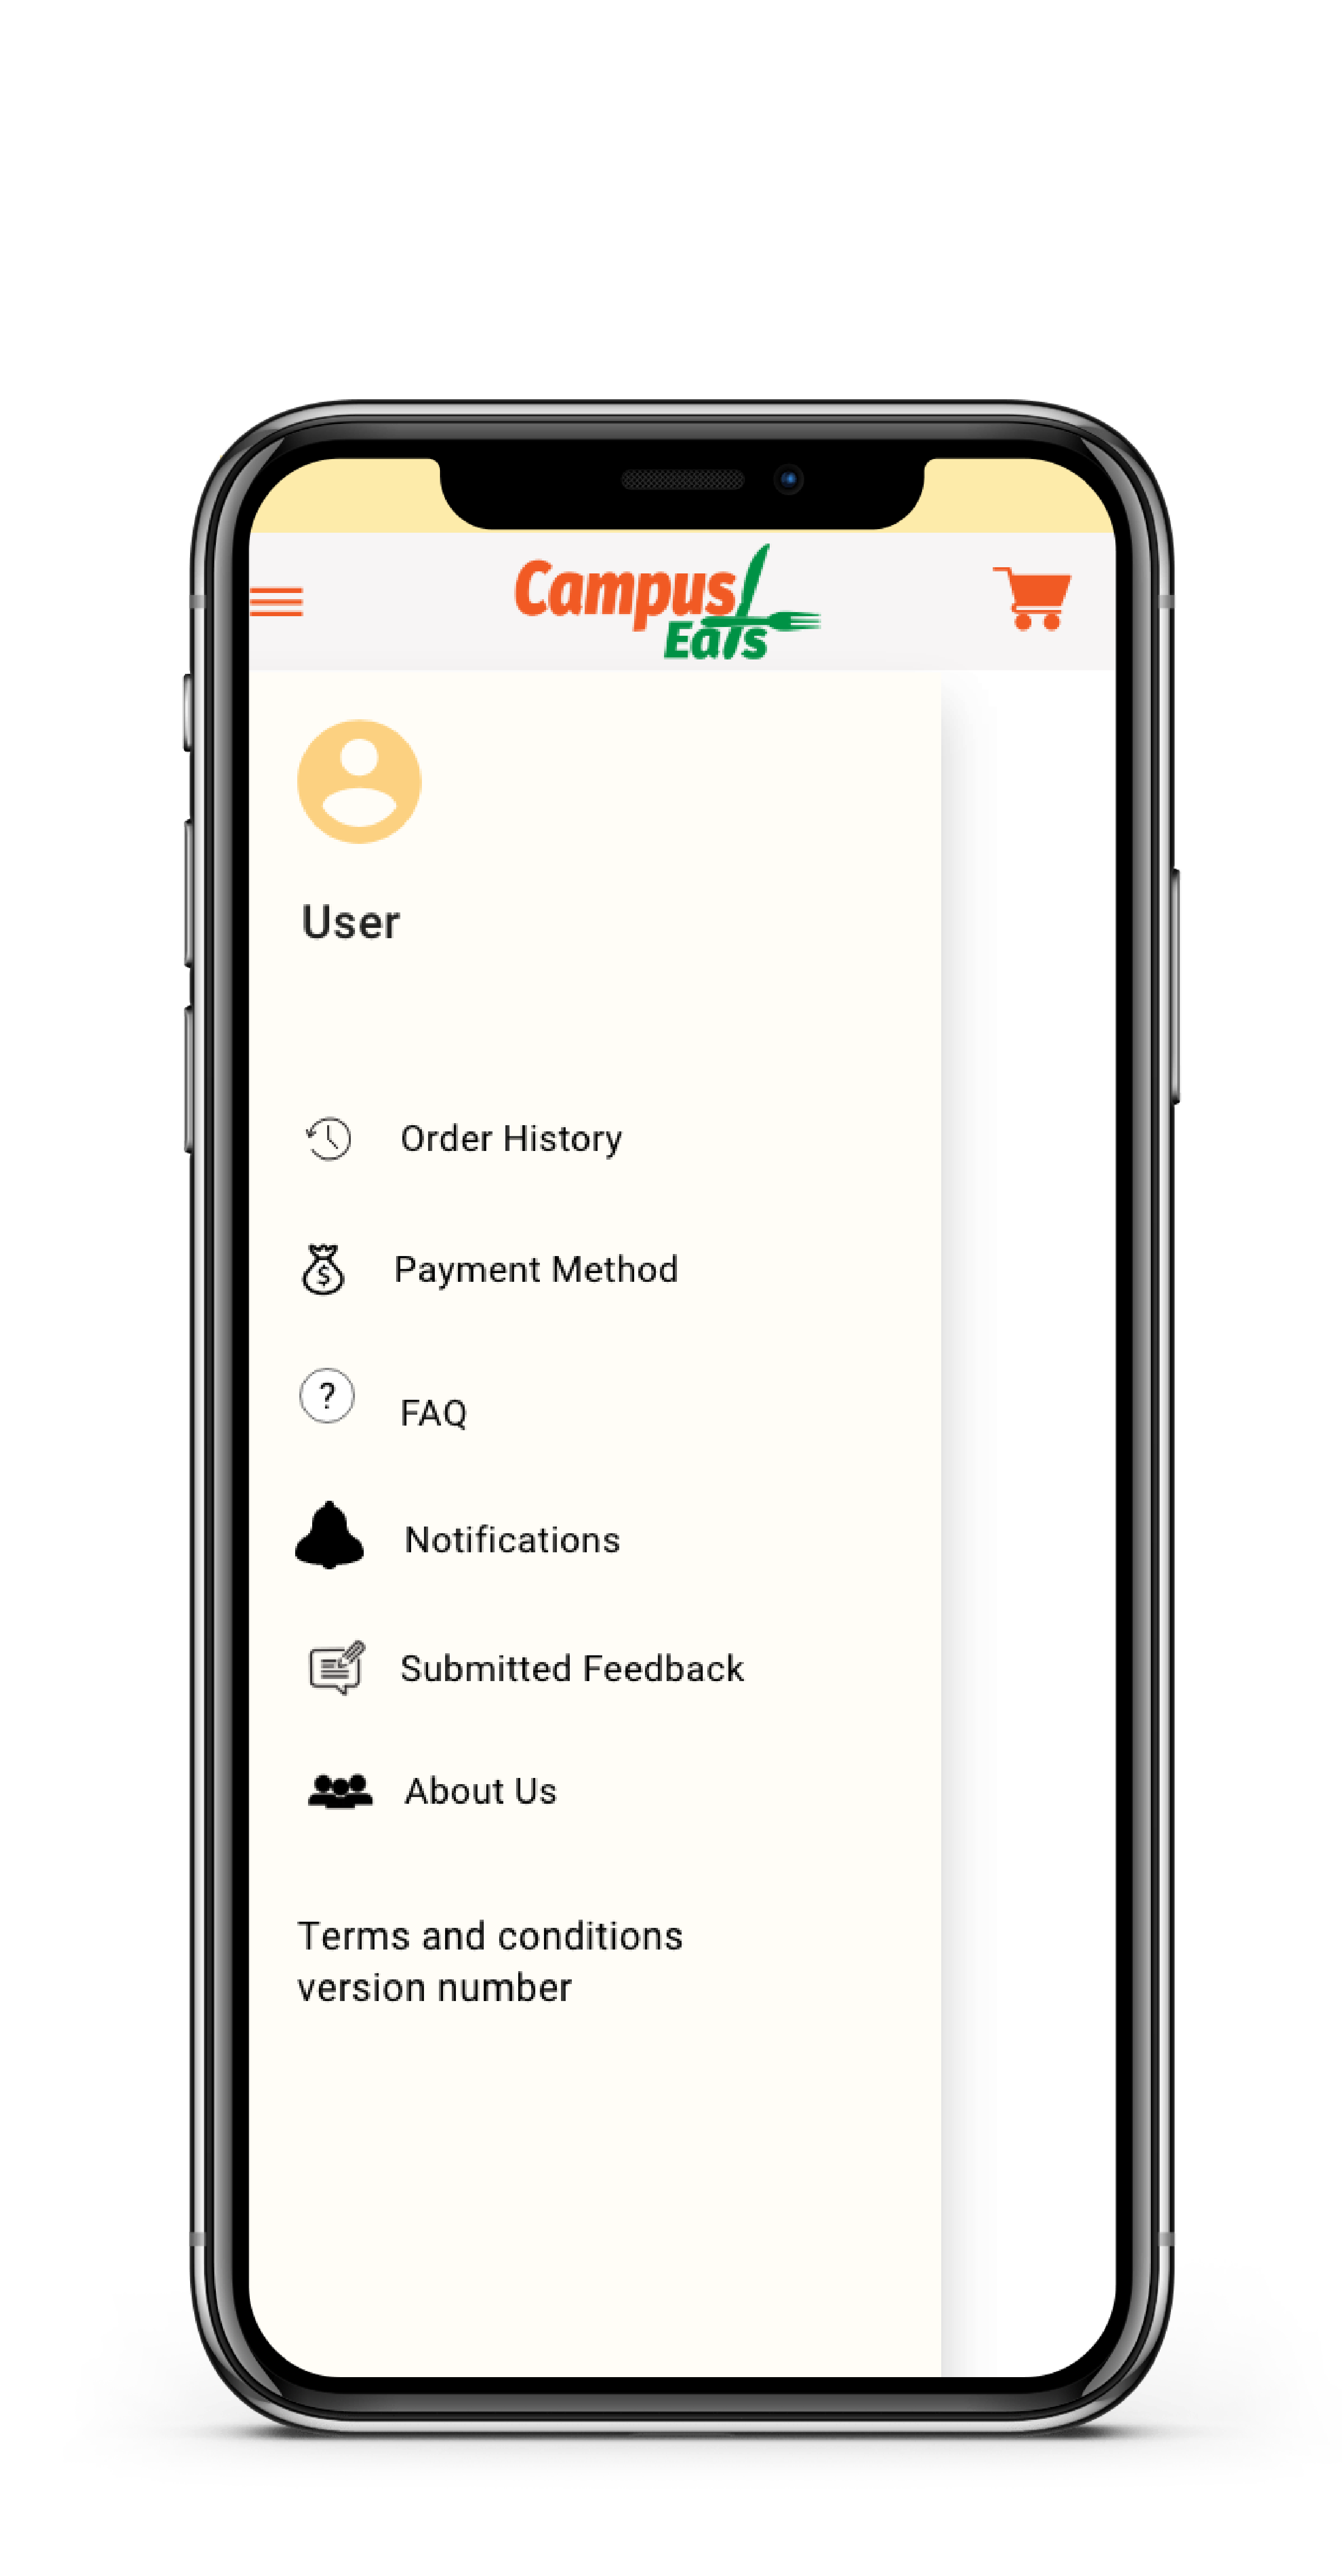 Campus
Eats
User
Order History
$
Payment Method
?
FAQ
Notifications
Submitted Feedback
About Us
Terms and conditions
version number